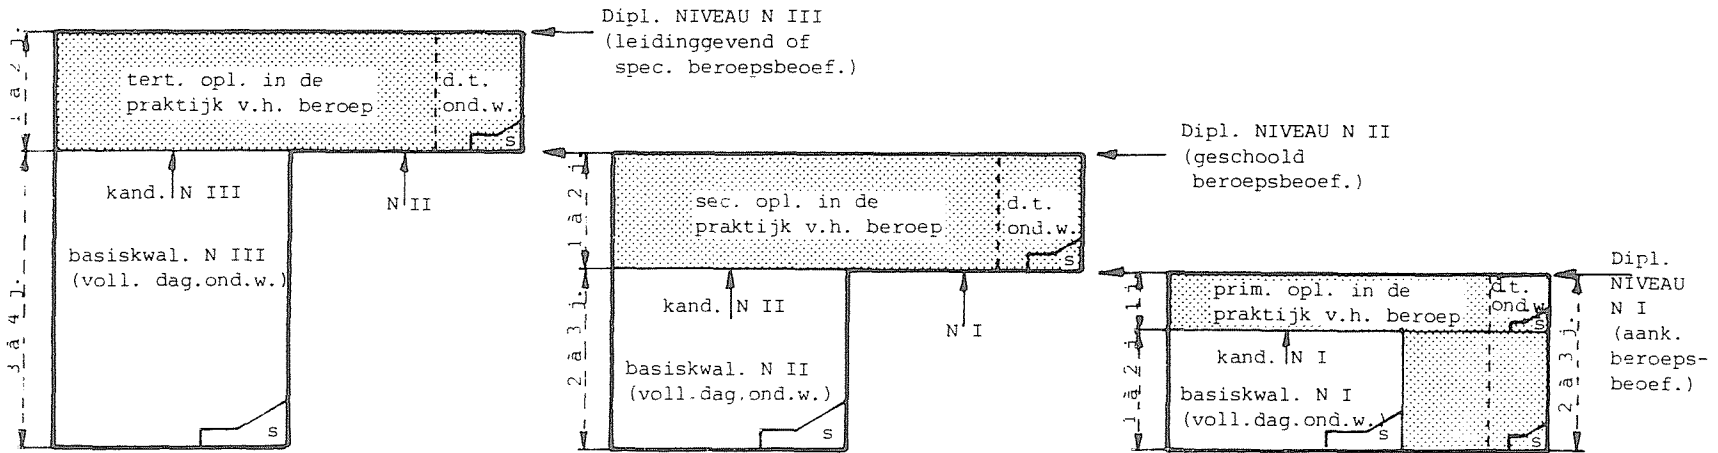 Dipl. NIVEAU N III
(leidinggevend of
spec. beroepsbeoef.)
1 à 2 j.
tert. opl. in de
praktijk v.h. beroep
d.t.
ond.w.
s
kand. N III
N II
3 à 4 j.
basiskwal. N III
(voll. dag.ond.w.)
s
Dipl. NIVEAU N II
(geschoold
beroepsbeoef.)
1 à 2 j
sec. opl. in de
praktijk v.h. beroep
d.t.
ond.w.
s
kand. N II
N I
2 à 3 j.
basiskwal. N II
(voll.dag.ond.w.)
s
Dipl.
NIVEAU
N I
(aank.
beroeps-
beoef.)
1 j
prim. opl. in de
praktijk v.h. beroep
d.t.
ond.w
s
kand. N I
1 à 2 j
basiskwal. N I
(voll.dag.ond.w.)
s
s
2 à 3 j.